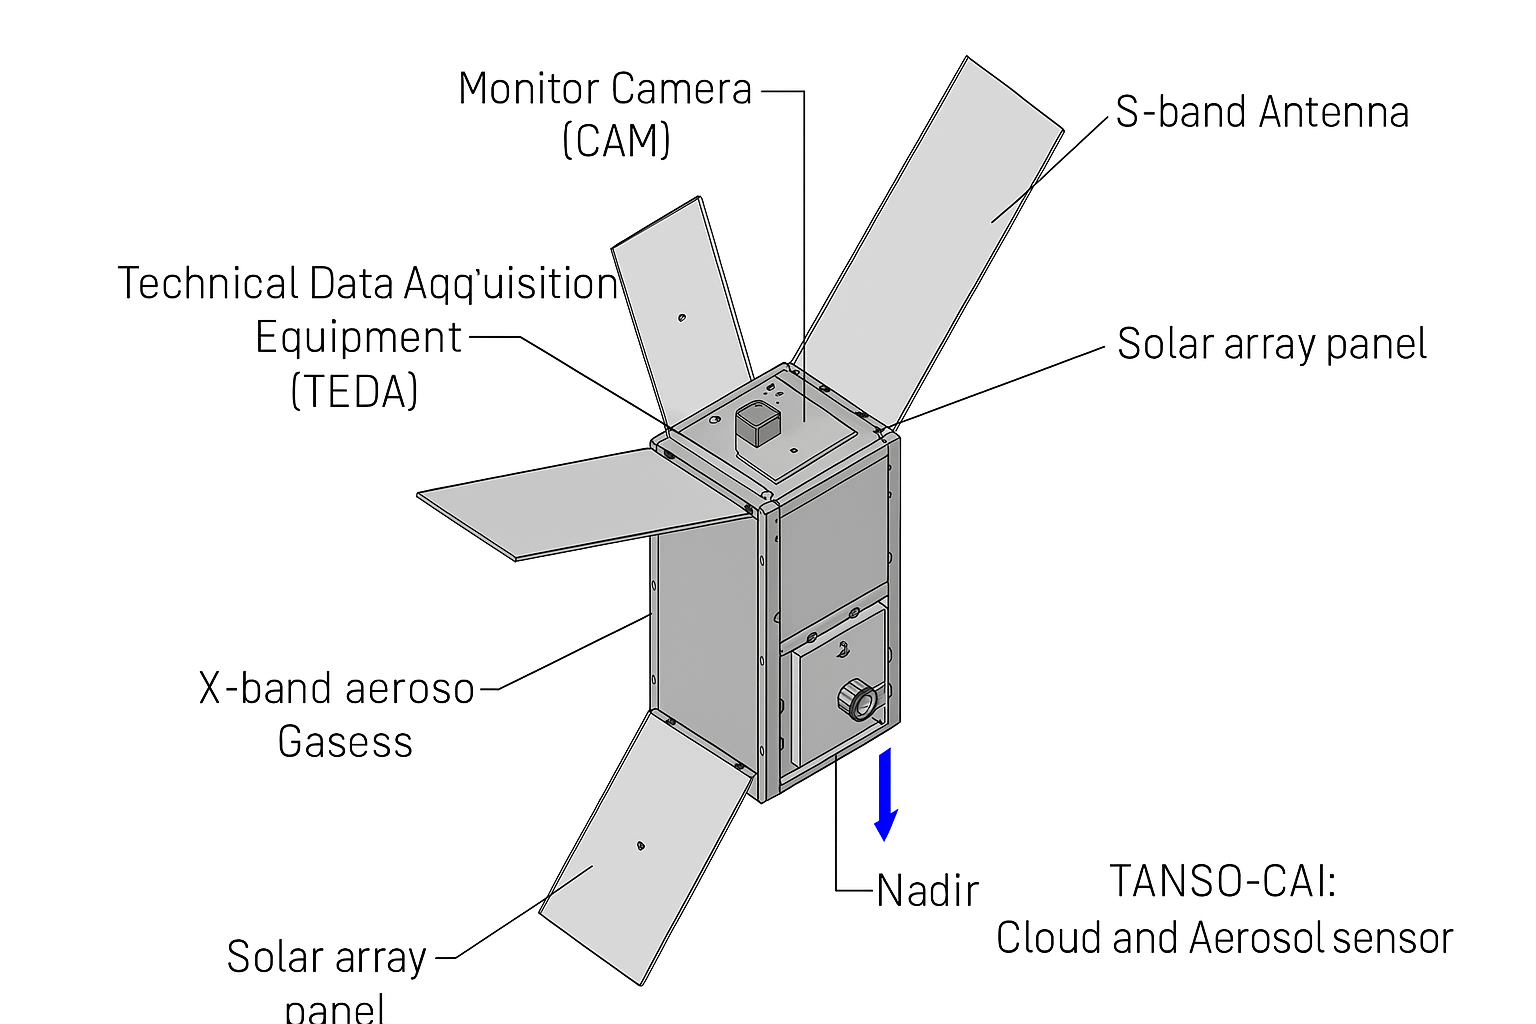 Monitor Camera
(CAM)
S-band Antenna
Technical Data Aqq'uisition
Equipment
(TEDA)
Solar array panel
X-band aeroso
Gasess
Nadir
TANSO-CAI:
Cloud and Aerosol sensor
Solar array
panel